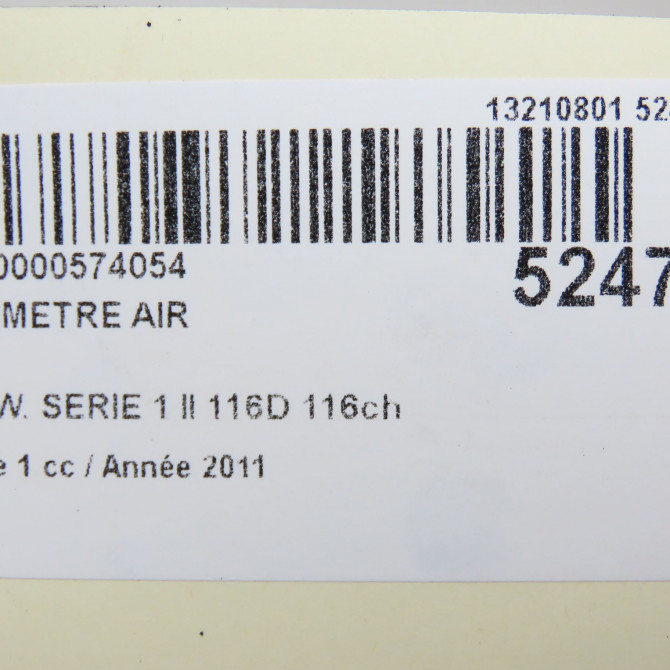 13210801 52
0000574054
5247
METRE AIR
W. SERIE 1 II 116D 116ch
e 1 cc / Année 2011